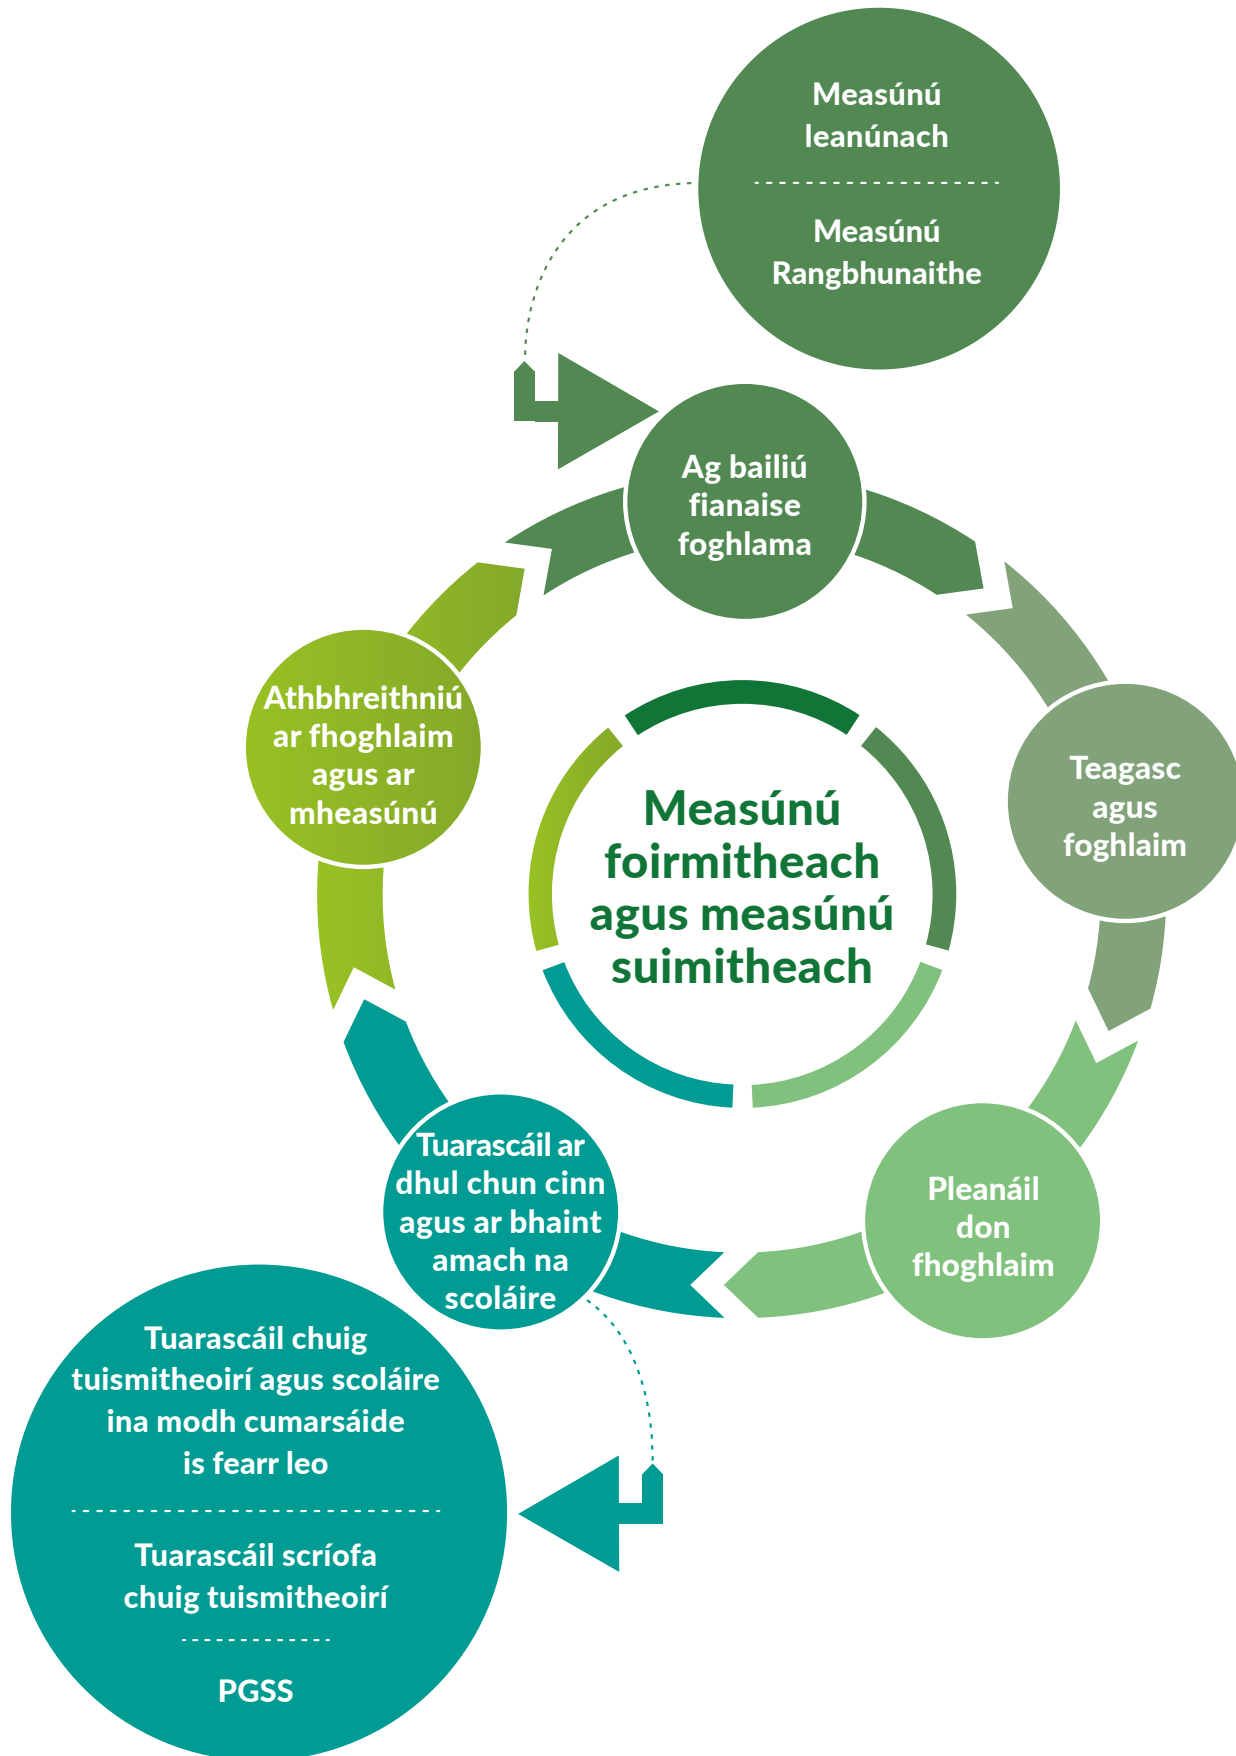 Measúnú
leanúnach
Measúnú
Rangbhunaithe
Ag bailiú
fianaise
foghlama
Teagasc
agus
foghlaim
Pleanáil
don
fhoghlaim
Tuarascáil ar
dhul chun cinn
agus ar bhaint
amach na
scoláire
Athbhreithniú
ar fhoghlaim
agus ar
mheasúnú
Measúnú
foirmitheach
agus measúnú
suimitheach
Tuarascáil chuig
tuismitheoirí agus scoláire
ina modh cumarsáide
is fearr leo
Tuarascáil scríofa
chuig tuismitheoirí
PGSS